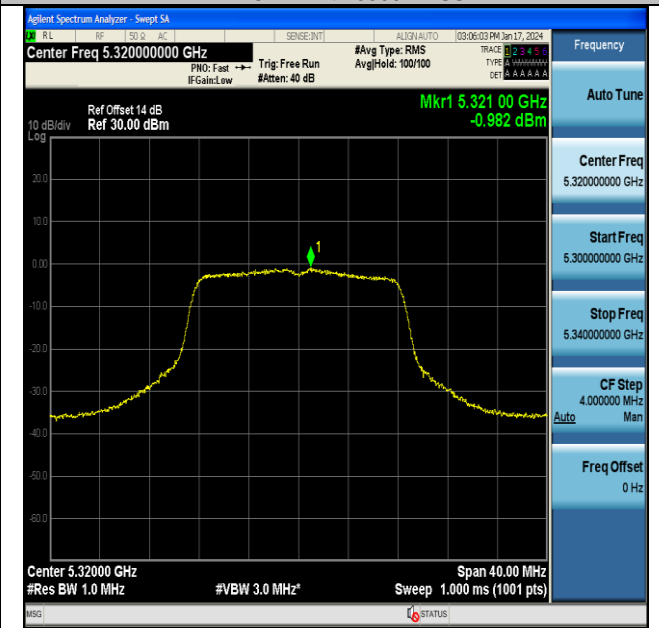 Agilent Spectrum Analyzer - Swept SA
RL RF 50 Ω AC SENSE:INT ALIGN AUTO 03:06:03 PM Jan 17, 2024
Center Freq 5.320000000 GHz
PNO: Fast
IFGain:Low
Trig: Free Run
#Atten: 40 dB
#Avg Type: RMS
Avg|Hold: 100/100
TRACE 1 2 3 4 5 6
TYPE A
DET A A A A A A
Mkr1 5.321 00 GHz
-0.982 dBm
Ref Offset 14 dB
10 dB/div Ref 30.00 dBm
Log
20.0
10.0
0.00
-10.0
-20.0
-30.0
-40.0
-50.0
-60.0
1
Center 5.32000 GHz Span 40.00 MHz
#Res BW 1.0 MHz #VBW 3.0 MHz* Sweep 1.000 ms (1001 pts)
MSG STATUS
Frequency
Auto Tune
Center Freq
5.320000000 GHz
Start Freq
5.300000000 GHz
Stop Freq
5.340000000 GHz
CF Step
4.000000 MHz
Auto Man
Freq Offset
0 Hz